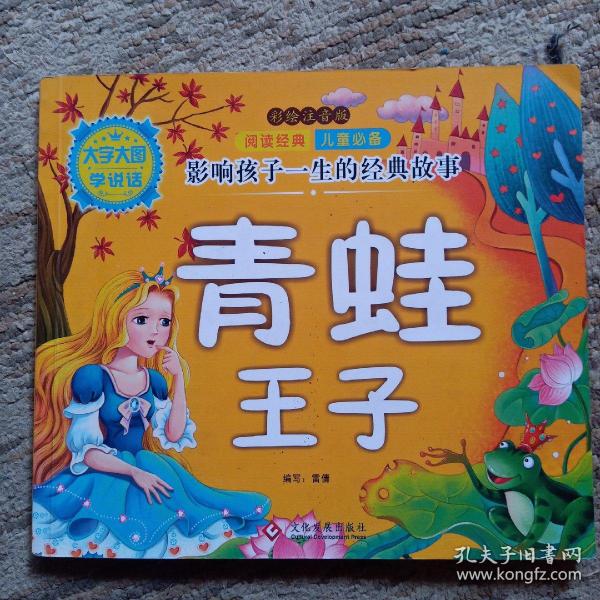 彩绘注音版
阅读经典 儿童必备
影响孩子一生的经典故事
大字大图
学说话
青蛙
王子
编写：雷倩
文化发展出版社
Cultural Development Press
孔夫子旧书网
www.kongfz.com